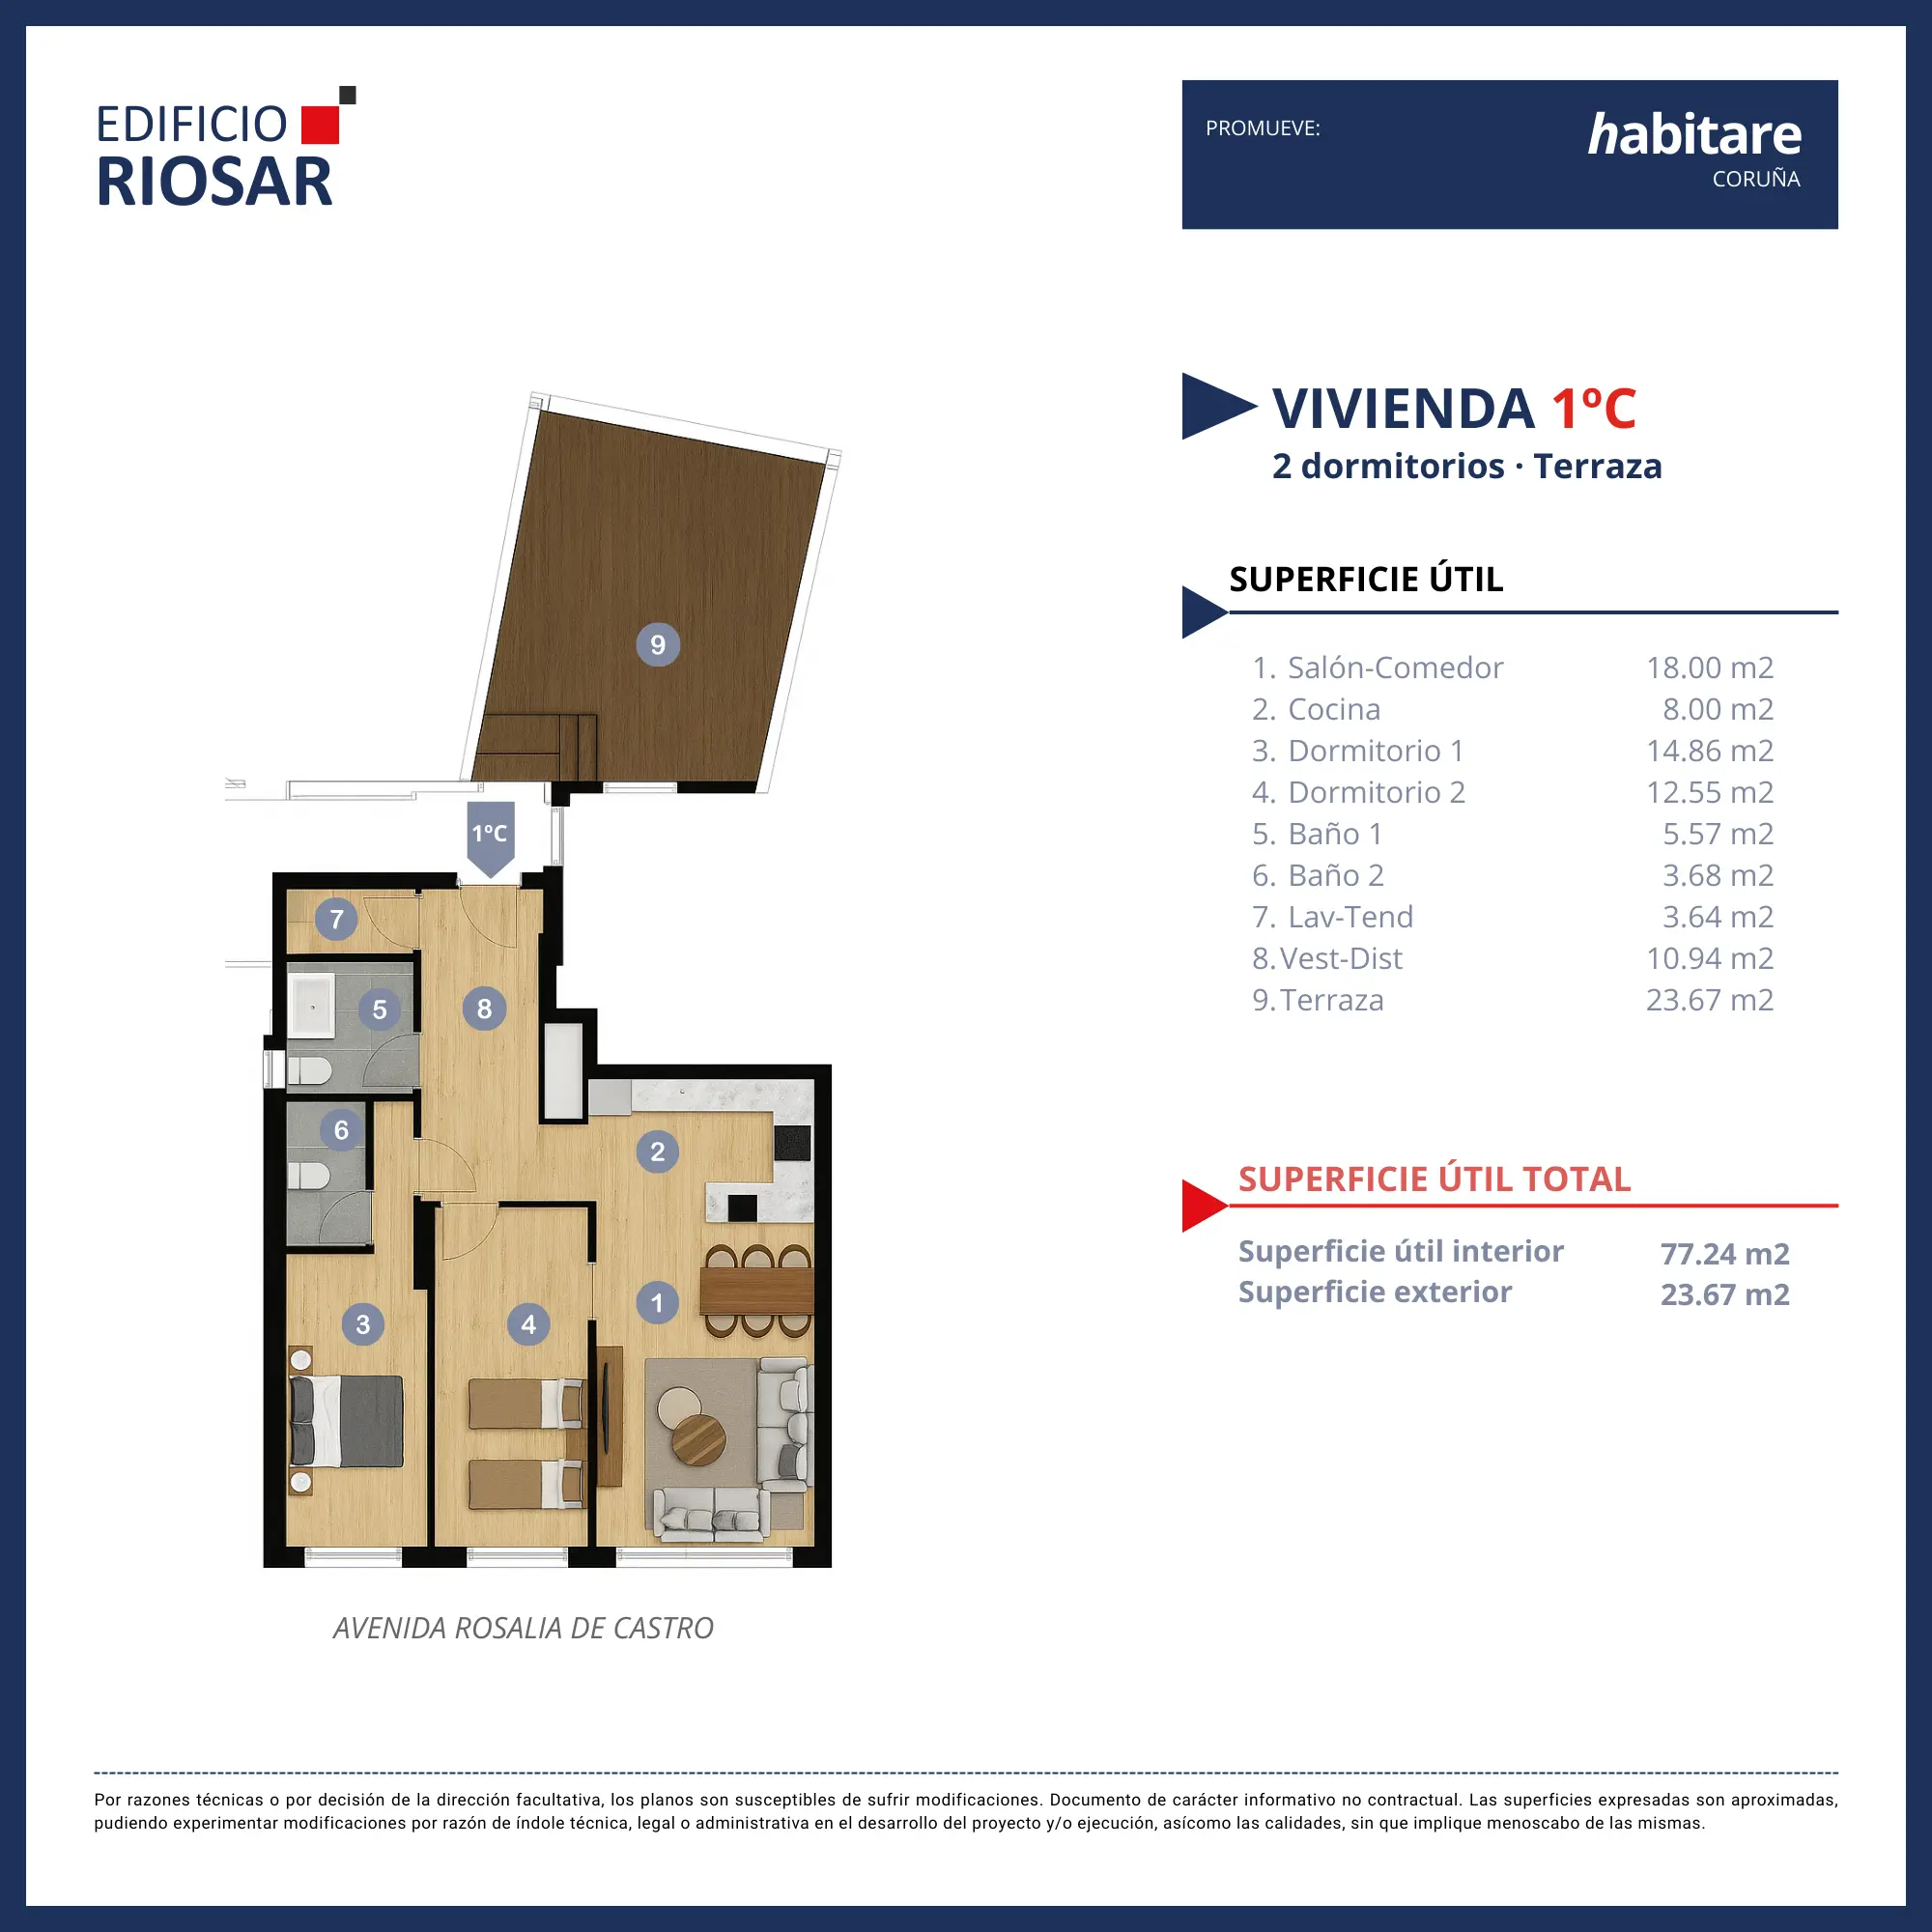 EDIFICIO
RIOSAR
PROMUEVE:
habitare
CORUÑA
VIVIENDA 1ºC
2 dormitorios · Terraza
SUPERFICIE ÚTIL
1. Salón-Comedor 18.00 m2
2. Cocina 8.00 m2
3. Dormitorio 1 14.86 m2
4. Dormitorio 2 12.55 m2
5. Baño 1 5.57 m2
6. Baño 2 3.68 m2
7. Lav-Tend 3.64 m2
8. Vest-Dist 10.94 m2
9. Terraza 23.67 m2
SUPERFICIE ÚTIL TOTAL
Superficie útil interior 77.24 m2
Superficie exterior 23.67 m2
9
1ºC
7
5
8
6
2
1
3
4
AVENIDA ROSALIA DE CASTRO
Por razones técnicas o por decisión de la dirección facultativa, los planos son susceptibles de sufrir modificaciones. Documento de carácter informativo no contractual. Las superficies expresadas son aproximadas,
pudiendo experimentar modificaciones por razón de índole técnica, legal o administrativa en el desarrollo del proyecto y/o ejecución, asícomo las calidades, sin que implique menoscabo de las mismas.